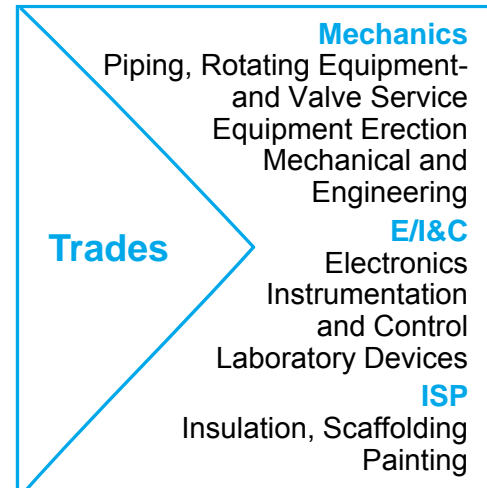 Trades
Mechanics
Piping, Rotating Equipment-
and Valve Service
Equipment Erection
Mechanical and
Engineering
E/I&C
Electronics
Instrumentation
and Control
Laboratory Devices
ISP
Insulation, Scaffolding
Painting